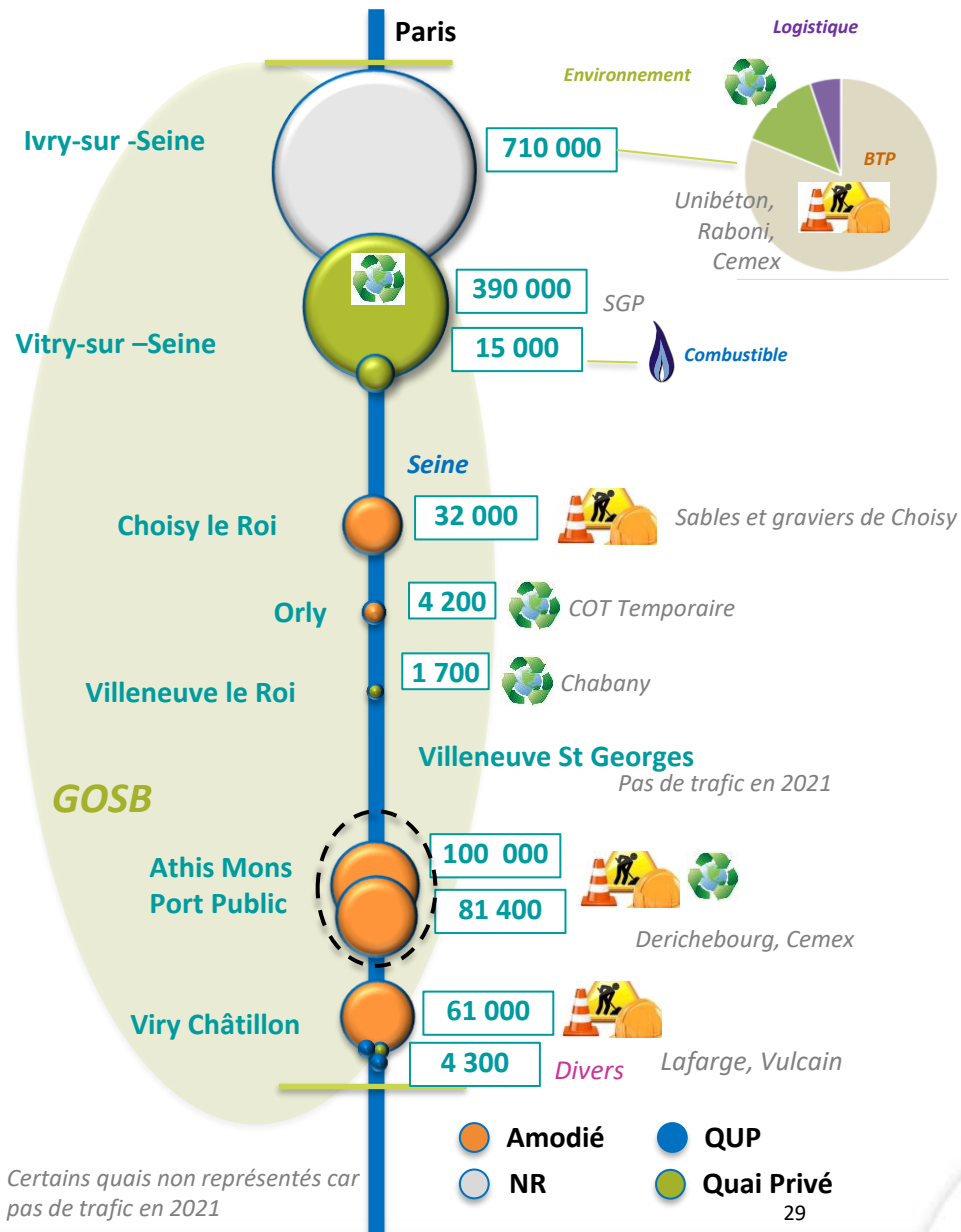 Paris
Logistique
Environnement
Ivry-sur -Seine
710 000
BTP
Unibéton,
Raboni,
Cemex
390 000
SGP
Vitry-sur –Seine
15 000
Combustible
Seine
Choisy le Roi
32 000
Sables et graviers de Choisy
Orly
4 200
COT Temporaire
1 700
Villeneuve le Roi
Chabany
Villeneuve St Georges
Pas de trafic en 2021
GOSB
Athis Mons
Port Public
100 000
81 400
Derichebourg, Cemex
Viry Châtillon
61 000
4 300
Divers
Lafarge, Vulcain
Amodié
QUP
NR
Quai Privé
Certains quais non représentés car
pas de trafic en 2021
29